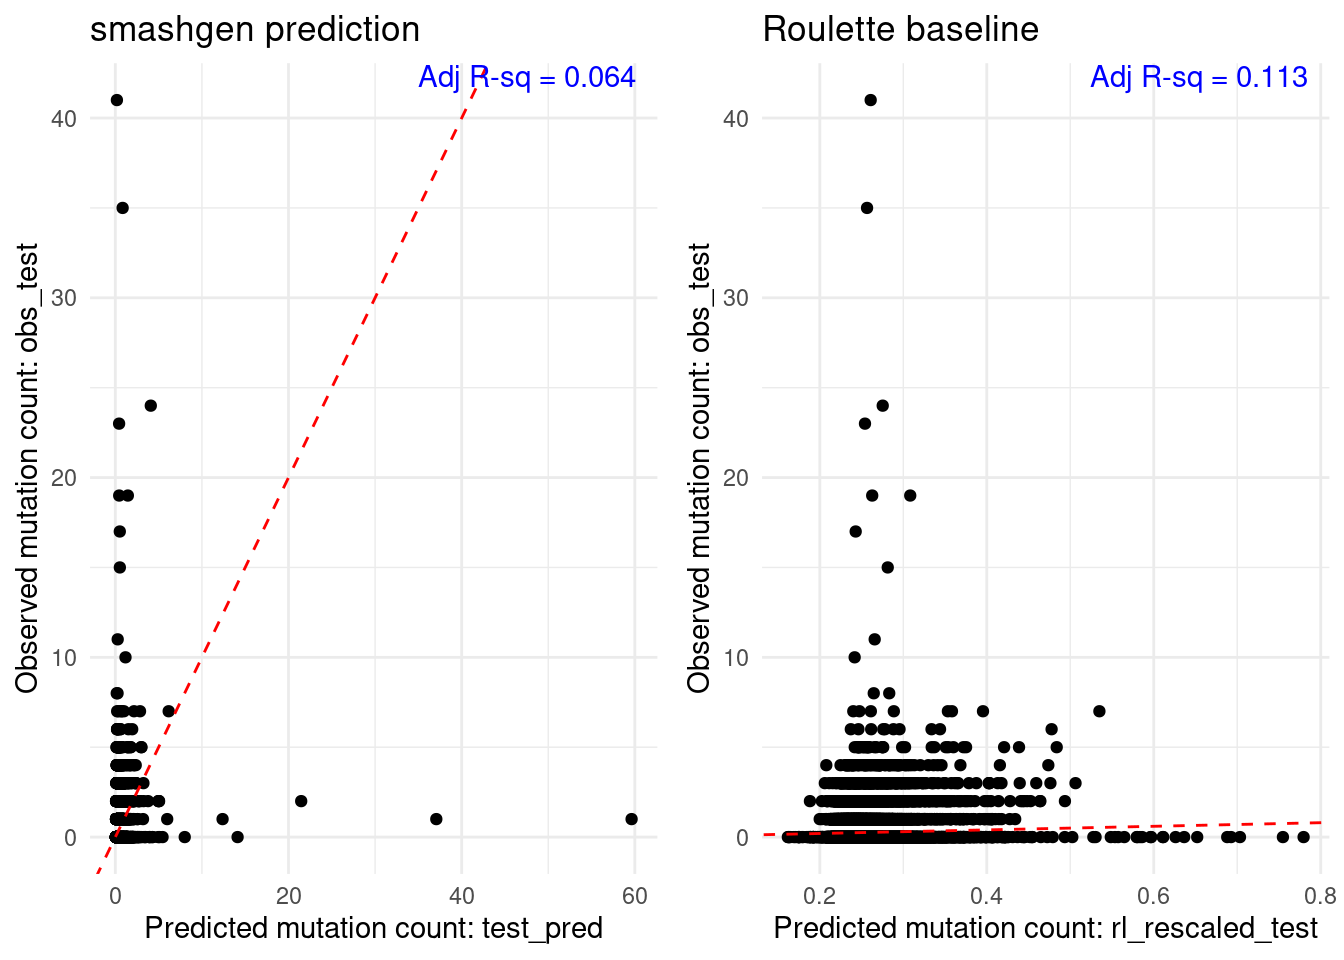 smashgen prediction
Adj R-sq = 0.064
Observed mutation count: obs_test
40
30
20
10
0
0
20
40
60
Predicted mutation count: test_pred
Roulette baseline
Adj R-sq = 0.113
Observed mutation count: obs_test
40
30
20
10
0
0.2
0.4
0.6
0.8
Predicted mutation count: rl_rescaled_test